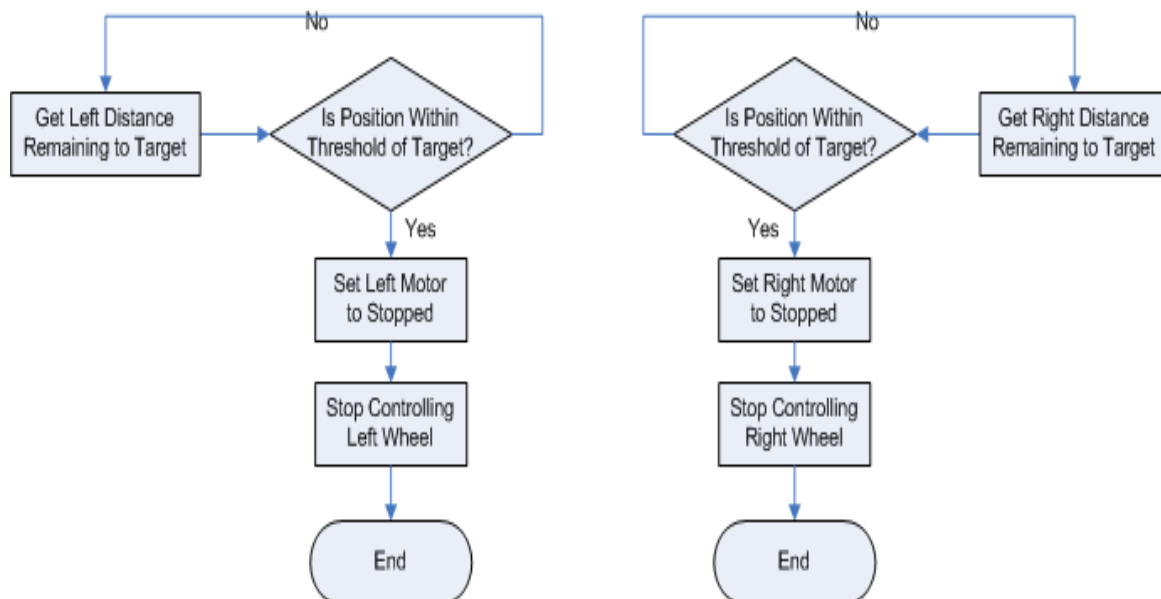 No
Get Left Distance
Remaining to Target
Is Position Within
Threshold of Target?
Yes
Set Left Motor
to Stopped
Stop Controlling
Left Wheel
End
No
Is Position Within
Threshold of Target?
Get Right Distance
Remaining to Target
Yes
Set Right Motor
to Stopped
Stop Controlling
Right Wheel
End